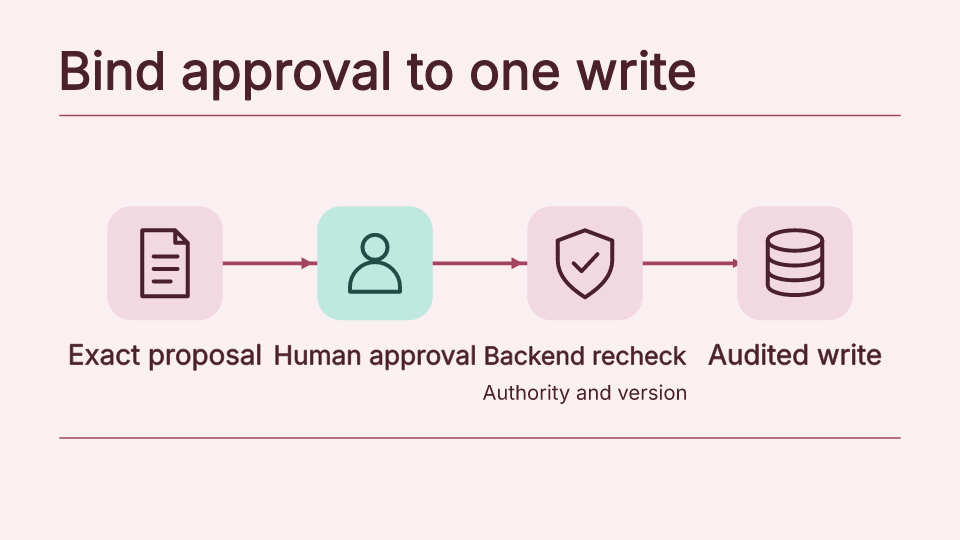 Bind approval to one write
Exact proposal
Human approval
Backend recheck
Authority and version
Audited write